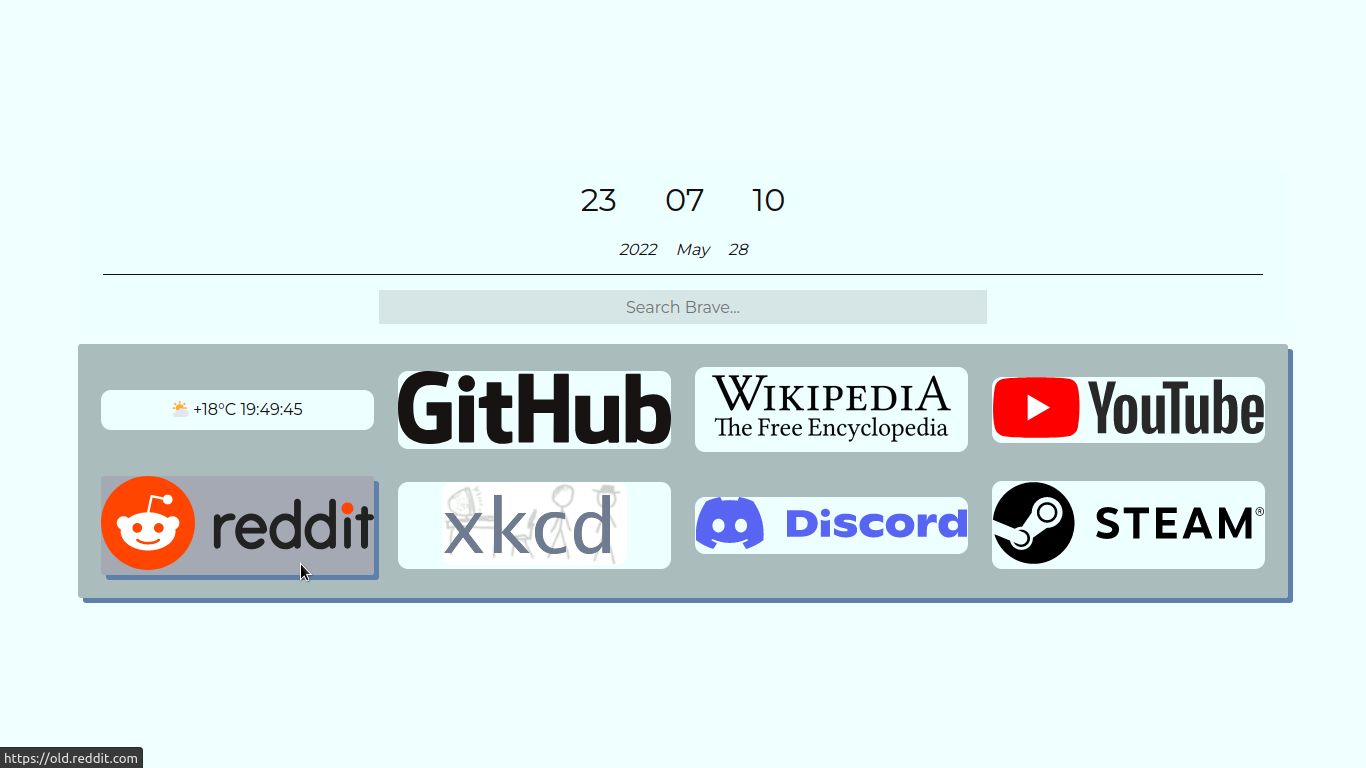 23 07 10
2022 May 28
Search Brave...
+18°C 19:49:45
GitHub
WIKIPEDIA
The Free Encyclopedia
YouTube
reddit
xkcd
Discord
STEAM®
https://old.reddit.com